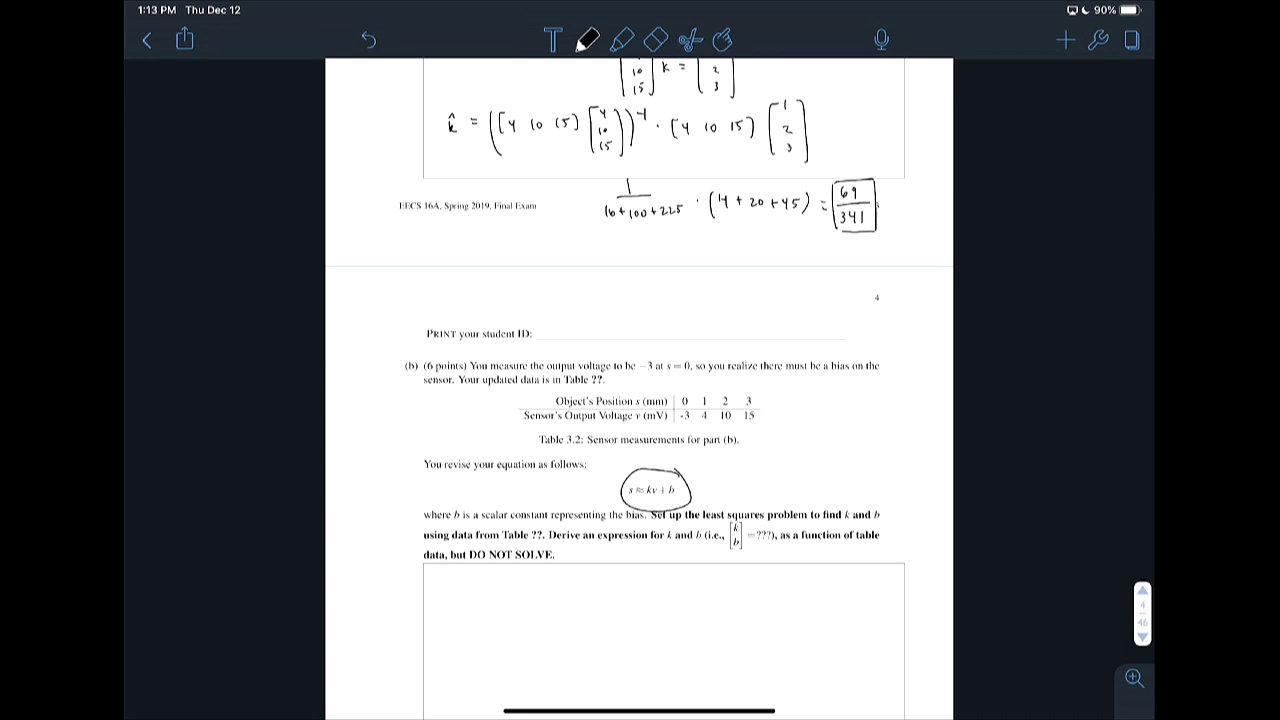 1:13 PM Thu Dec 12
90%
10 k = 2
15 3
k̂ = ([4 10 15] [4 10 15])⁻¹ · [4 10 15] [1 2 3]
EECS 16A, Spring 2019, Final Exam
1 / 16+100+225 · (4 + 20 + 45) = 69 / 341
4
PRINT your student ID:
(b) (6 points) You measure the output voltage to be −3 at s = 0, so you realize there must be a bias on the
sensor. Your updated data is in Table ??.
Object's Position s (mm) 0 1 2 3
Sensor's Output Voltage v (mV) -3 4 10 15
Table 3.2: Sensor measurements for part (b).
You revise your equation as follows:
s ≈ kv + b
where b is a scalar constant representing the bias. Set up the least squares problem to find k and b
using data from Table ??. Derive an expression for k and b (i.e., [k b] = ???), as a function of table
data, but DO NOT SOLVE.
4
46